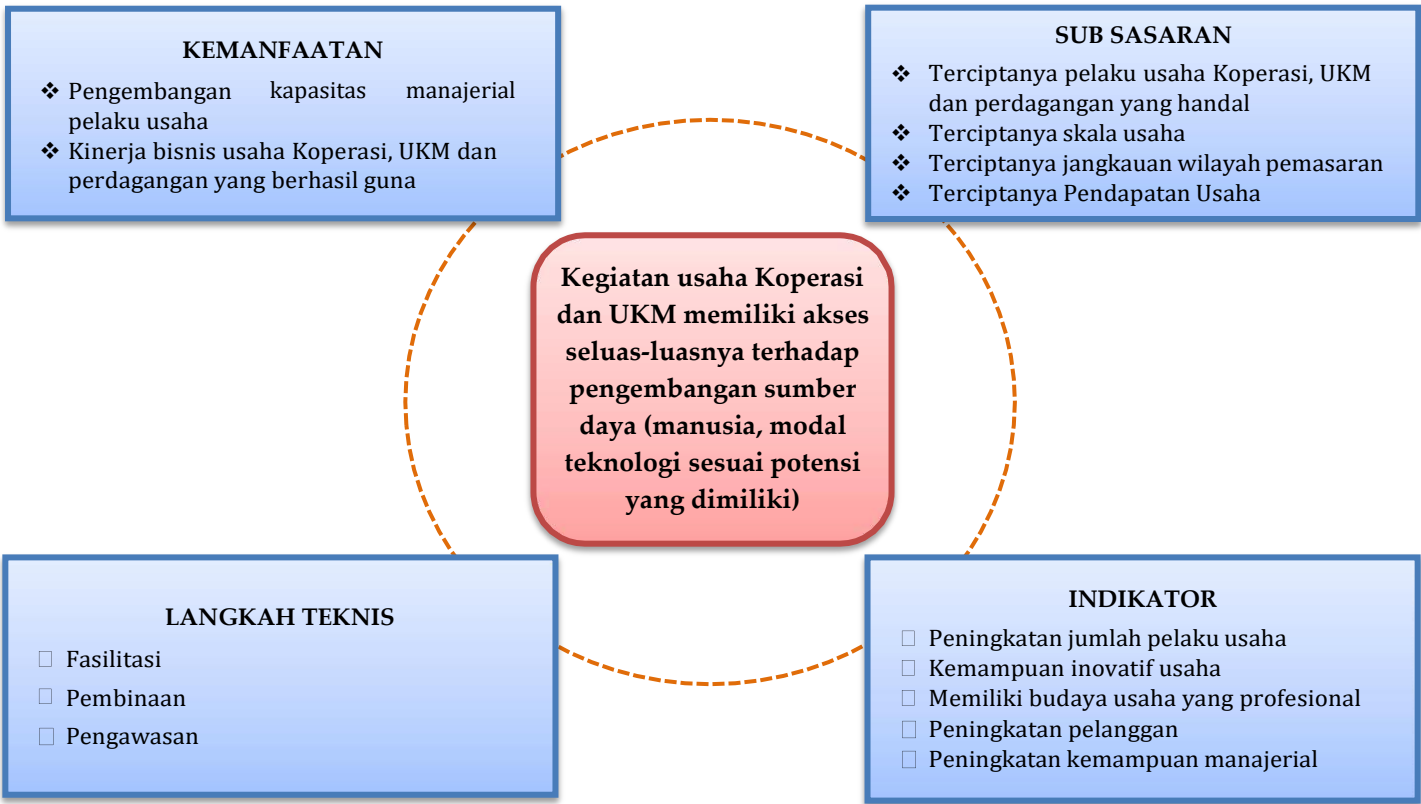 KEMANFAATAN
❖ Pengembangan kapasitas manajerial
pelaku usaha
❖ Kinerja bisnis usaha Koperasi, UKM dan
perdagangan yang berhasil guna
SUB SASARAN
❖ Terciptanya pelaku usaha Koperasi, UKM
dan perdagangan yang handal
❖ Terciptanya skala usaha
❖ Terciptanya jangkauan wilayah pemasaran
❖ Terciptanya Pendapatan Usaha
Kegiatan usaha Koperasi
dan UKM memiliki akses
seluas-luasnya terhadap
pengembangan sumber
daya (manusia, modal
teknologi sesuai potensi
yang dimiliki)
LANGKAH TEKNIS
□ Fasilitasi
□ Pembinaan
□ Pengawasan
INDIKATOR
□ Peningkatan jumlah pelaku usaha
□ Kemampuan inovatif usaha
□ Memiliki budaya usaha yang profesional
□ Peningkatan pelanggan
□ Peningkatan kemampuan manajerial